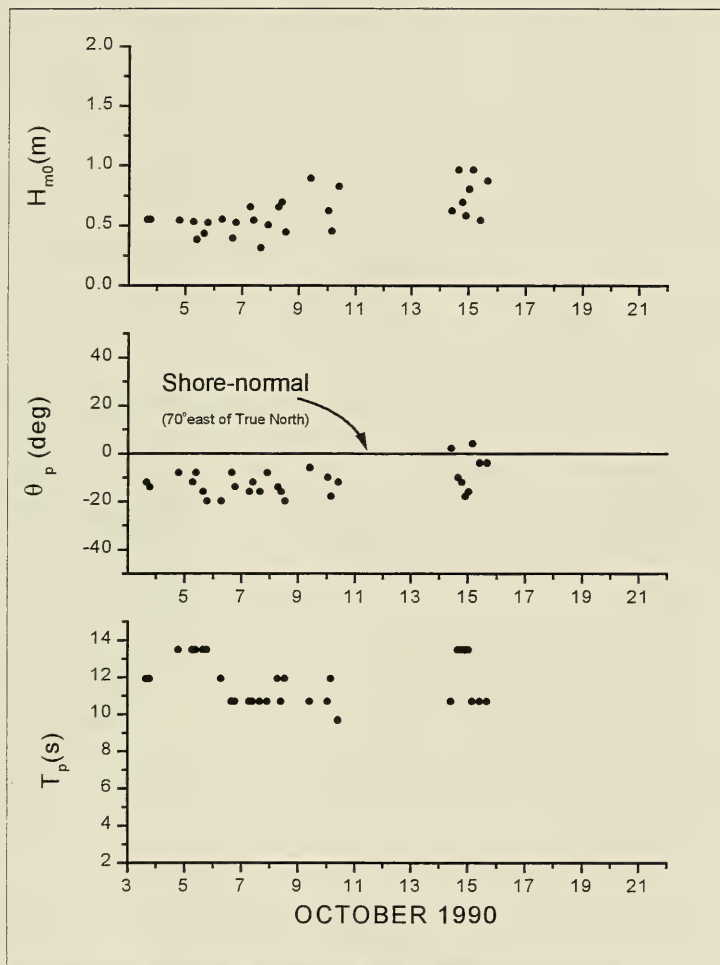 2.0
1.5
1.0
0.5
0.0
H_m0(m)
5 7 9 11 13 15 17 19 21
40
20
0
-20
-40
θ_p (deg)
Shore-normal
(70°east of True North)
5 7 9 11 13 15 17 19 21
14
12
10
8
6
4
2
T_p(s)
3 5 7 9 11 13 15 17 19 21
OCTOBER 1990